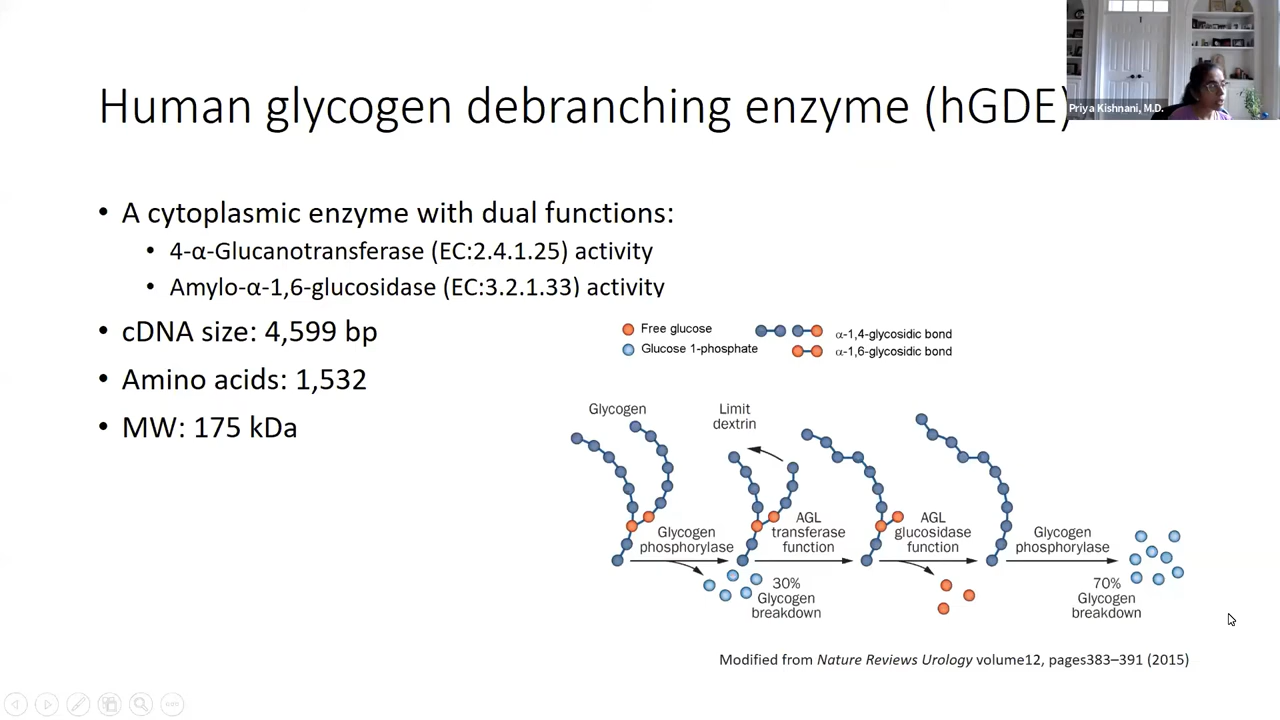 Priya Kishnani, M.D.
Human glycogen debranching enzyme (hGDE)
• A cytoplasmic enzyme with dual functions:
• 4-α-Glucanotransferase (EC:2.4.1.25) activity
• Amylo-α-1,6-glucosidase (EC:3.2.1.33) activity
• cDNA size: 4,599 bp
• Amino acids: 1,532
• MW: 175 kDa
Free glucose
Glucose 1-phosphate
α-1,4-glycosidic bond
α-1,6-glycosidic bond
Glycogen
Limit
dextrin
Glycogen
phosphorylase
AGL
transferase
function
AGL
glucosidase
function
Glycogen
phosphorylase
30%
Glycogen
breakdown
70%
Glycogen
breakdown
Modified from Nature Reviews Urology volume12, pages383–391 (2015)